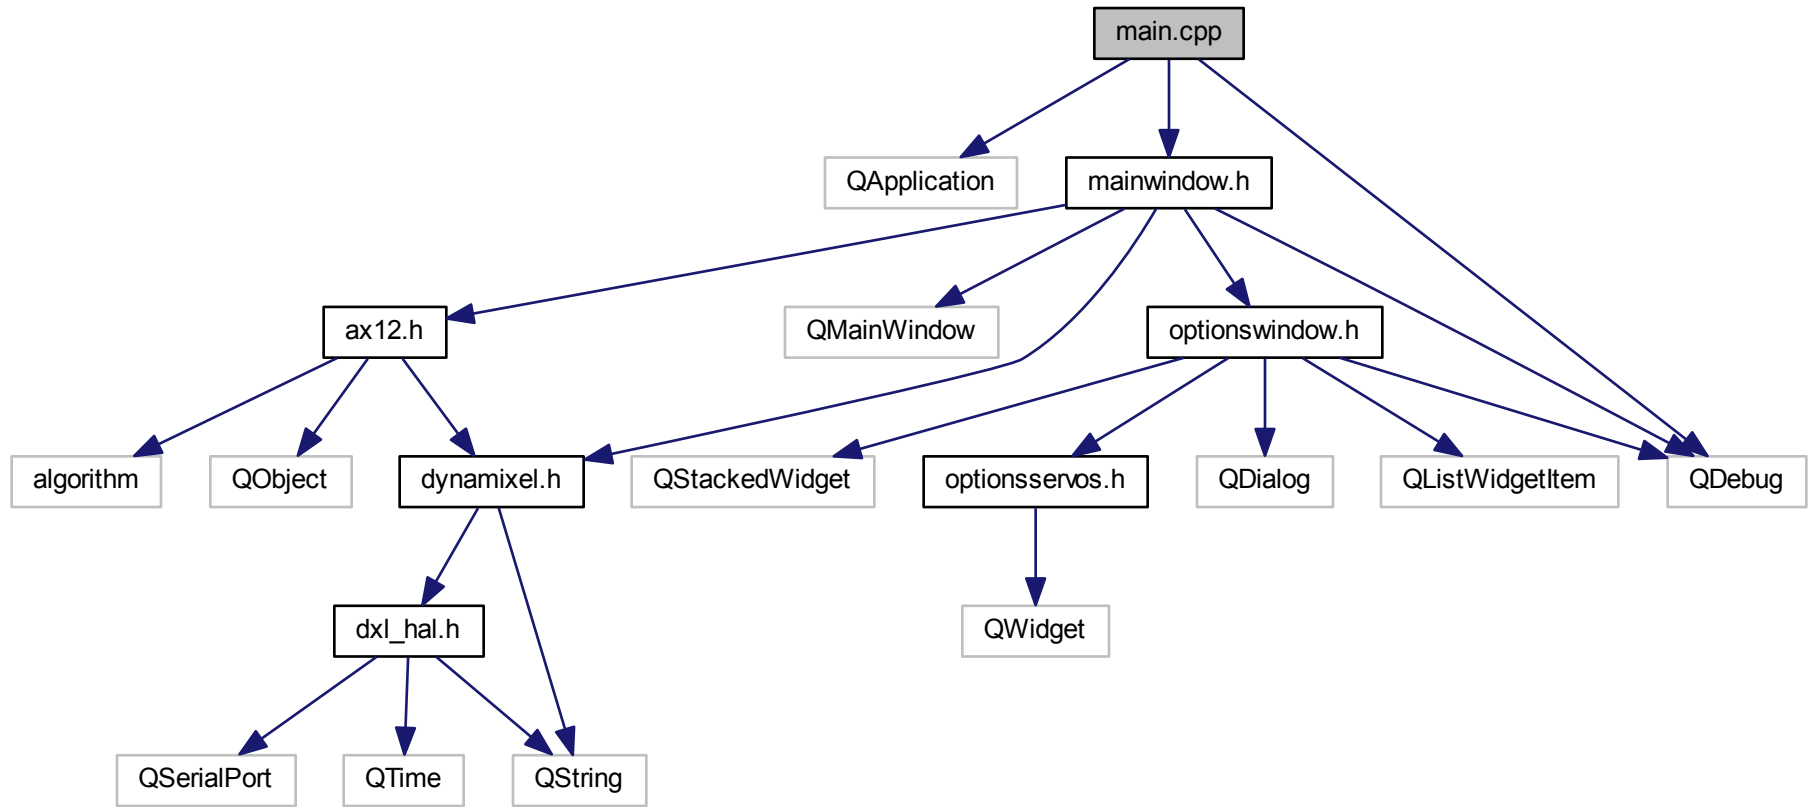 main.cpp
QApplication
mainwindow.h
ax12.h
QMainWindow
optionswindow.h
algorithm
QObject
dynamixel.h
QStackedWidget
optionsservos.h
QDialog
QListWidgetItem
QDebug
dxl_hal.h
QWidget
QSerialPort
QTime
QString